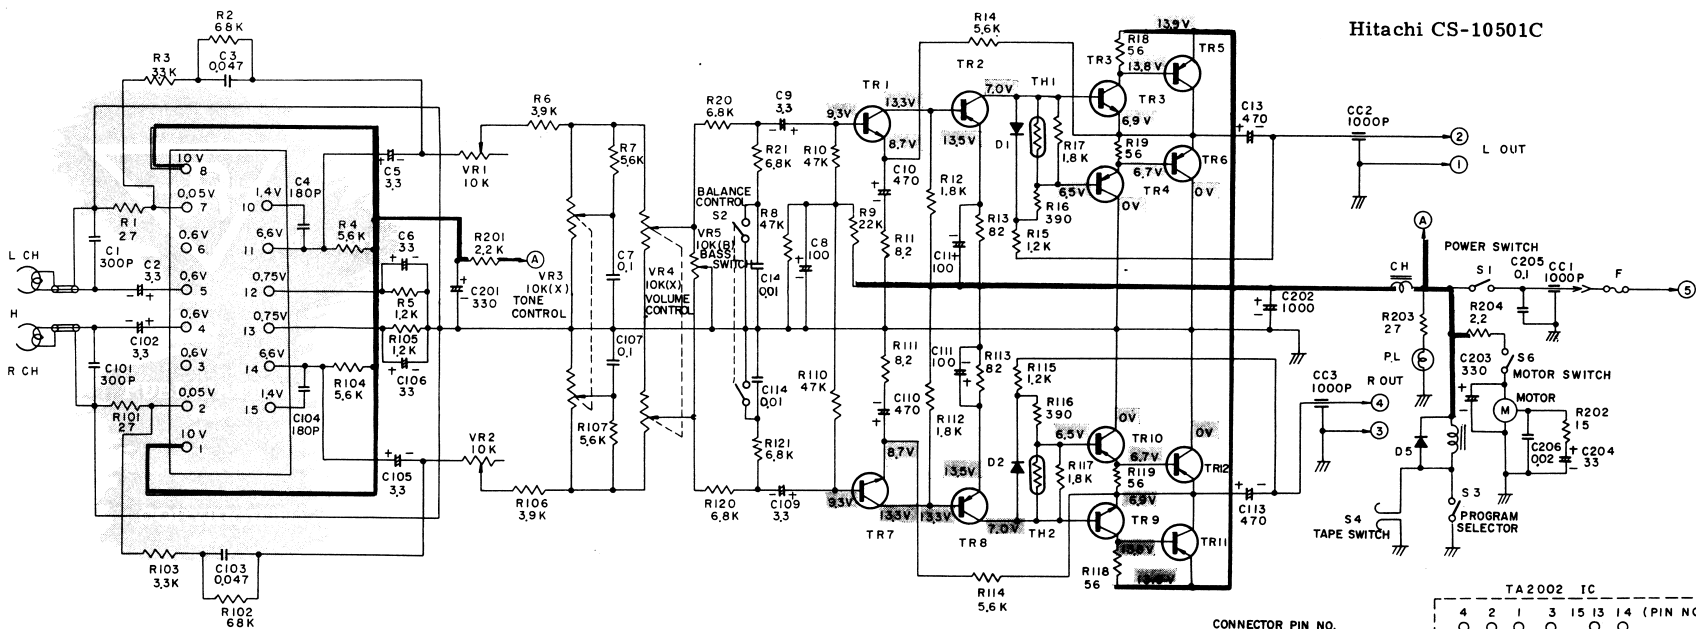 Hitachi CS-10501C
R2
68K
R3
3,3K
C3
0,047
10V
8
0,05V
7
R1
27
0,6V
6
0,6V
5
0,6V
4
0,6V
3
0,05V
2
10V
1
1,4V
10
C4
180P
6,6V
11
R4
5,6K
0,75V
12
0,75V
13
6,6V
14
1,4V
15
L CH
C1
300P
C2
3,3
H
R CH
C102
3,3
C101
300P
R101
27
R104
5,6K
C104
180P
C5
3,3
VR1
10K
C6
33
R5
1,2K
R105
1,2K
C106
33
R201
2,2K
A
C201
330
VR2
10K
C105
3,3
R103
3,3K
C103
0,047
R102
68K
R6
3,9K
R7
5,6K
C7
0,1
VR3
10K(X)
TONE
CONTROL
C107
0,1
R107
5,6K
R106
3,9K
VR4
10K(X)
VOLUME
CONTROL
R20
6,8K
C9
3,3
R21
6,8K
R10
47K
BALANCE
CONTROL
S2
VR5
10K(B)
BASS
SWITCH
R8
47K
C14
0,01
C8
100
R9
22K
C114
0,01
R110
47K
R121
6,8K
R120
6,8K
C109
3,3
TR1
9,3V
13,3V
8,7V
C10
470
R11
8,2
R12
1,8K
TR2
R14
5,6K
7,0V
13,5V
C11
100
R13
82
D1
TH1
R17
1,8K
R16
390
R15
1,2K
13,9V
R18
56
TR3
13,8V
TR5
TR3
6,9V
R19
56
6,7V
TR4
TR6
6,5V
0V
0V
C13
470
CC2
1000P
2
1
L OUT
R111
8,2
C111
100
R113
82
C110
470
R112
1,8K
8,7V
9,3V
13,3V
13,3V
TR7
13,5V
TR8
7,0V
D2
TH2
R115
1,2K
R116
390
R117
1,8K
R114
5,6K
0V
6,5V
TR10
6,7V
R119
56
6,9V
TR9
R118
56
0V
TR12
TR11
C113
470
C202
1000
CC3
1000P
R OUT
4
3
A
CH
POWER SWITCH
S1
C205
0,1
CC1
1000P
F
5
R203
27
P,L
R204
2,2
C203
330
S6
MOTOR SWITCH
M
MOTOR
R202
15
C206
0,02
C204
33
D5
S4
TAPE SWITCH
S3
PROGRAM
SELECTOR
TA2002 IC
4 2 1 3 15 13 14 (PIN NO
CONNECTOR PIN NO.